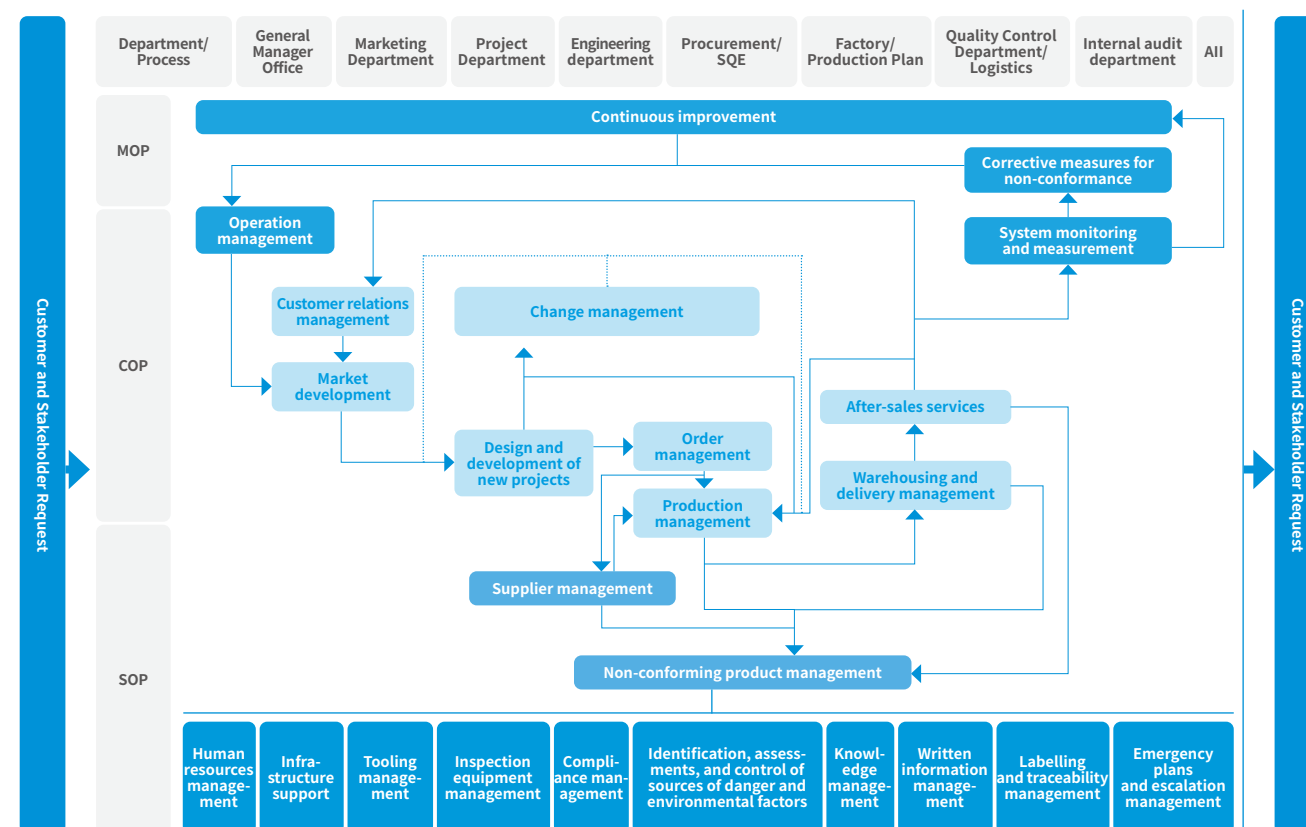 Customer and Stakeholder Request
Department/
Process
General
Manager
Office
Marketing
Department
Project
Department
Engineering
department
Procurement/
SQE
Factory/
Production Plan
Quality Control
Department/
Logistics
Internal audit
department
All
MOP
Continuous improvement
Corrective measures for
non-conformance
Operation
management
System monitoring
and measurement
COP
Customer relations
management
Change management
Market
development
After-sales services
Design and
development of
new projects
Order
management
Warehousing and
delivery management
Production
management
SOP
Supplier management
Non-conforming product management
Human
resources
manage-
ment
Infra-
structure
support
Tooling
manage-
ment
Inspection
equipment
management
Compli-
ance man-
agement
Identification, assess-
ments, and control of
sources of danger and
environmental factors
Knowl-
edge
manage-
ment
Written
information
manage-
ment
Labelling
and traceability
management
Emergency
plans
and escalation
management
Customer and Stakeholder Request